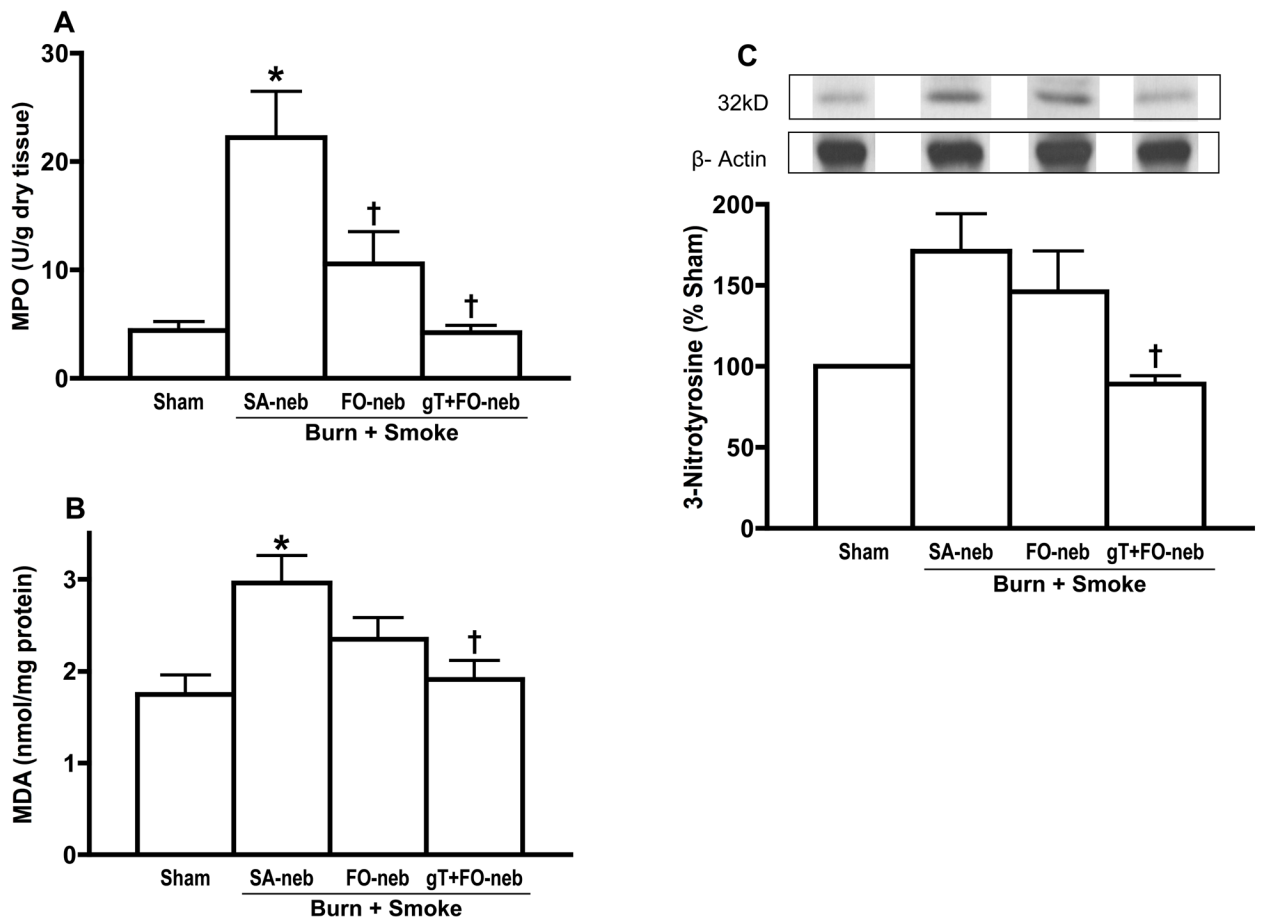 A
30
20
10
0
MPO (U/g dry tissue)
*
†
†
Sham SA-neb FO-neb gT+FO-neb
Burn + Smoke
B
3
2
1
0
MDA (nmol/mg protein)
*
†
Sham SA-neb FO-neb gT+FO-neb
Burn + Smoke
C
32kD
β- Actin
200
150
100
50
0
3-Nitrotyrosine (% Sham)
†
Sham SA-neb FO-neb gT+FO-neb
Burn + Smoke